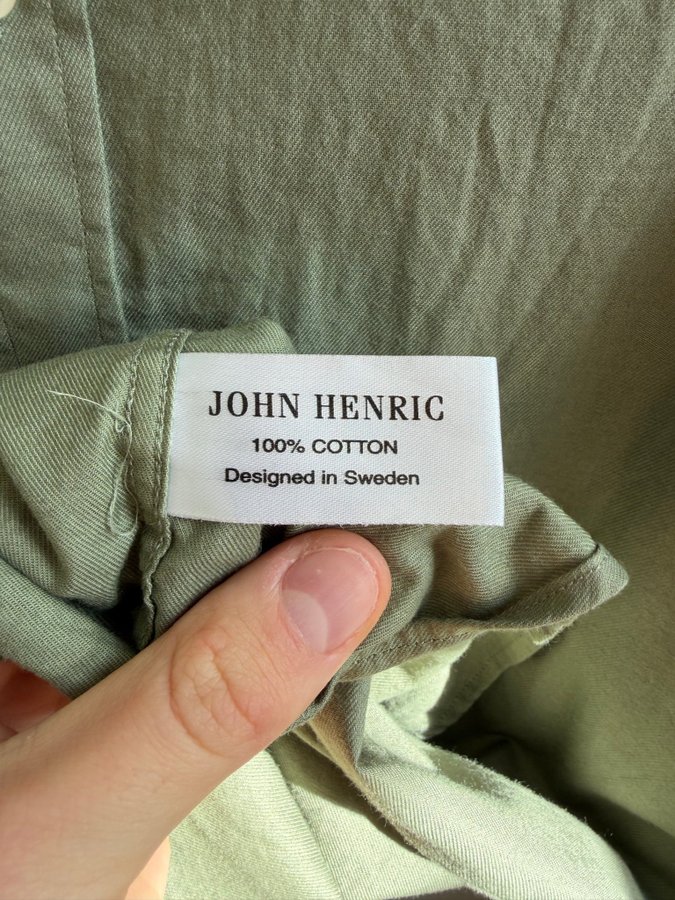 JOHN HENRIC
100% COTTON
Designed in Sweden